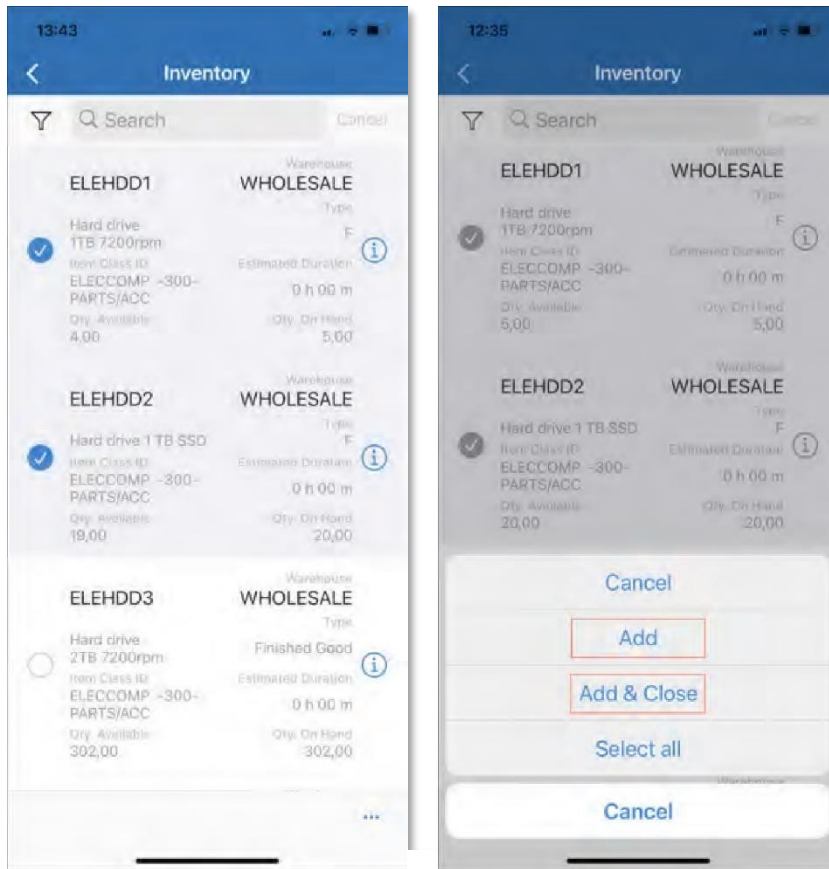 13:43
Inventory
Search
Cancel
Warehouse
ELEHDD1
WHOLESALE
Type
Hard drive
1TB 7200rpm
F
Item Class ID
Estimated Duration
ELECCOMP -300-
PARTS/ACC
0 h 00 m
Qty. Available
Qty. On Hand
4,00
5,00
Warehouse
ELEHDD2
WHOLESALE
Type
Hard drive 1 TB SSD
F
Item Class ID
Estimated Duration
ELECCOMP -300-
PARTS/ACC
0 h 00 m
Qty. Available
Qty. On Hand
19,00
20,00
Warehouse
ELEHDD3
WHOLESALE
Type
Hard drive
2TB 7200rpm
Finished Good
Item Class ID
Estimated Duration
ELECCOMP -300-
PARTS/ACC
0 h 00 m
Qty. Available
Qty. On Hand
302,00
302,00
12:35
Inventory
Search
Cancel
Warehouse
ELEHDD1
WHOLESALE
Type
Hard drive
1TB 7200rpm
F
Item Class ID
Estimated Duration
ELECCOMP -300-
PARTS/ACC
0 h 00 m
Qty. Available
Qty. On Hand
5,00
5,00
Warehouse
ELEHDD2
WHOLESALE
Type
Hard drive 1 TB SSD
F
Item Class ID
Estimated Duration
ELECCOMP -300-
PARTS/ACC
0 h 00 m
Qty. Available
Qty. On Hand
20,00
20,00
Cancel
Add
Add & Close
Select all
Warehouse
Cancel